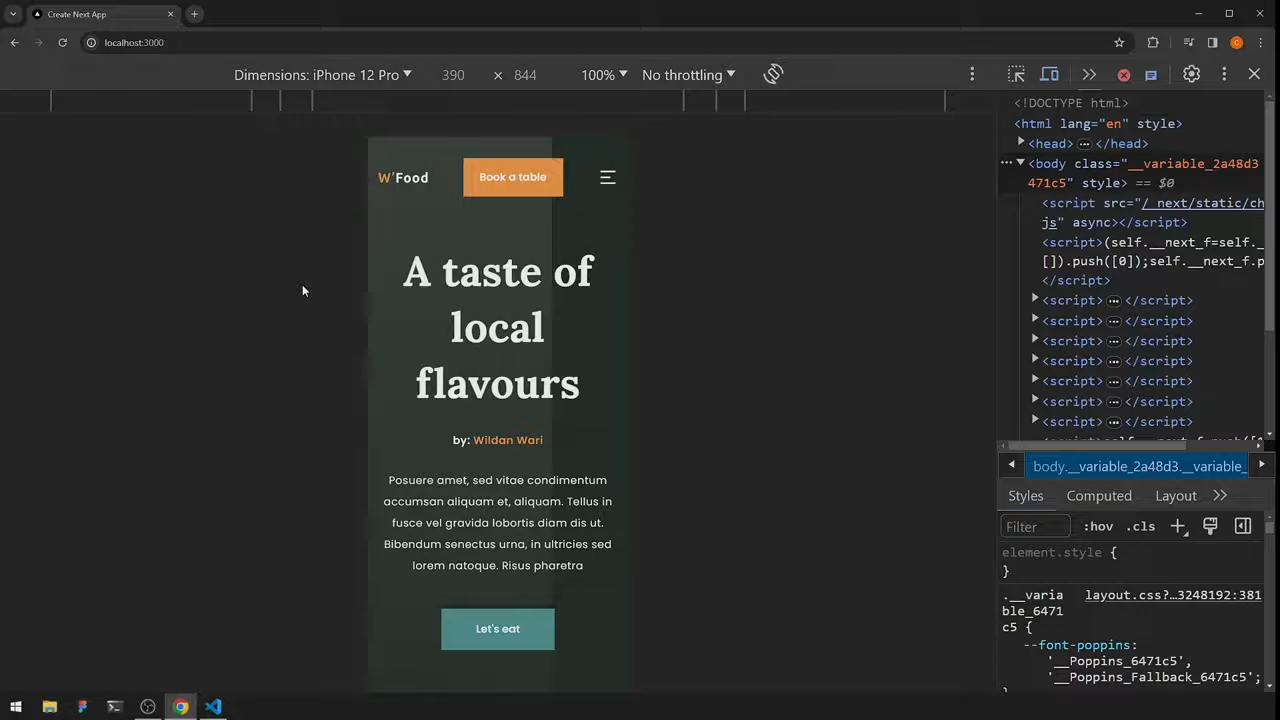 Create Next App
localhost:3000
Dimensions: iPhone 12 Pro 390 × 844 100% No throttling
W'Food Book a table
A taste of
local
flavours
by: Wildan Wari
Posuere amet, sed vitae condimentum
accumsan aliquam et, aliquam. Tellus in
fusce vel gravida lobortis diam dis ut.
Bibendum senectus urna, in ultricies sed
lorem natoque. Risus pharetra
Let's eat
<!DOCTYPE html>
<html lang="en" style>
<head> ⋯ </head>
⋯ <body class="__variable_2a48d3
471c5" style> == $0
<script src="/_next/static/ch
js" async></script>
<script>(self.__next_f=self._
[]).push([0]);self.__next_f.p
</script>
<script> ⋯ </script>
<script> ⋯ </script>
<script> ⋯ </script>
<script> ⋯ </script>
<script> ⋯ </script>
<script> ⋯ </script>
<script> ⋯ </script>
body.__variable_2a48d3.__variable_
Styles Computed Layout
Filter :hov .cls
element.style {
}
.__varia layout.css?…3248192:381
ble_6471
c5 {
--font-poppins:
'__Poppins_6471c5',
'__Poppins_Fallback_6471c5';